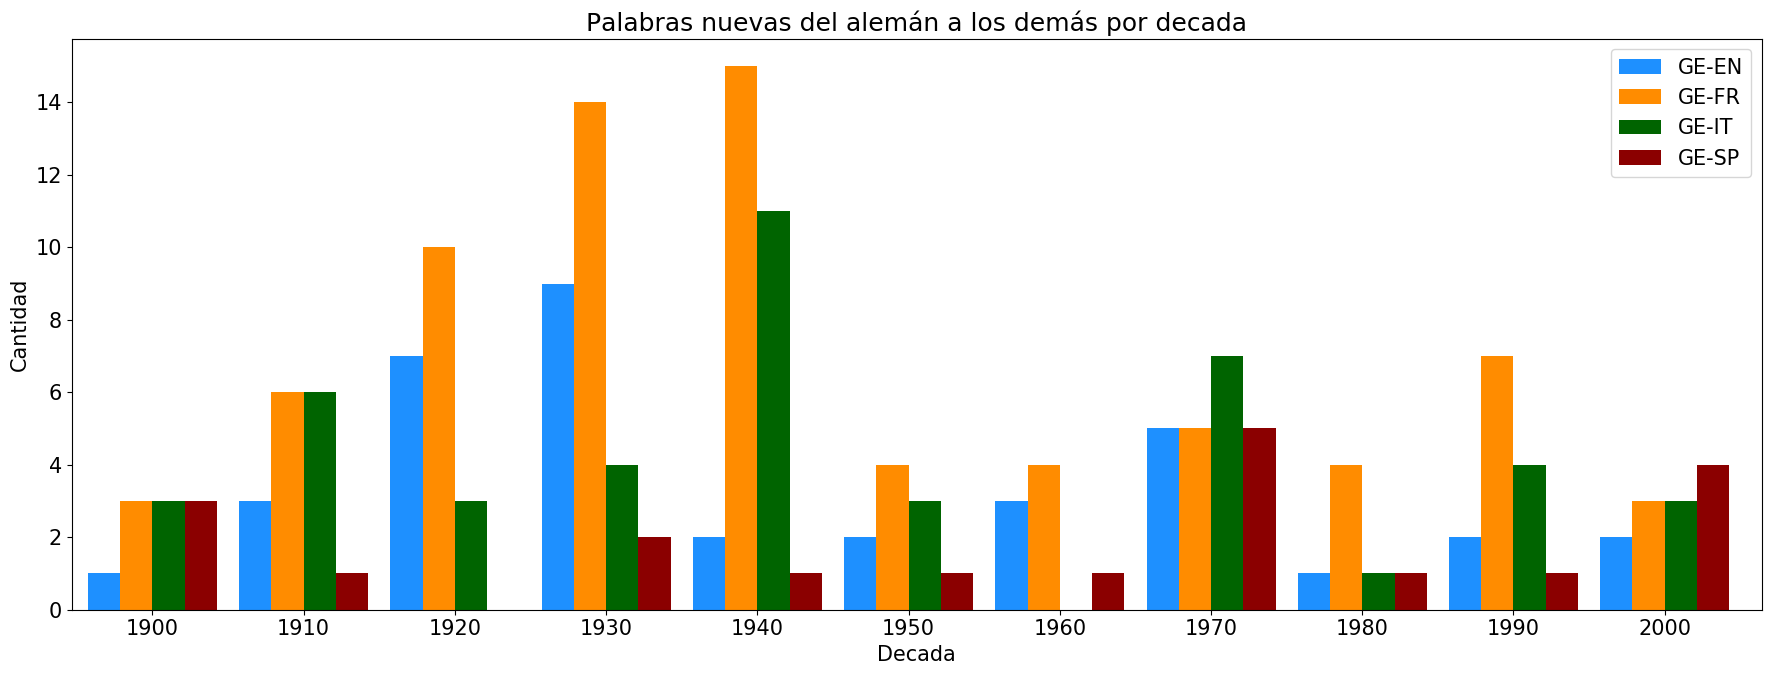 Palabras nuevas del alemán a los demás por decada
GE-EN
GE-FR
GE-IT
GE-SP
14
12
10
8
6
4
2
0
Cantidad
1900 1910 1920 1930 1940 1950 1960 1970 1980 1990 2000
Decada